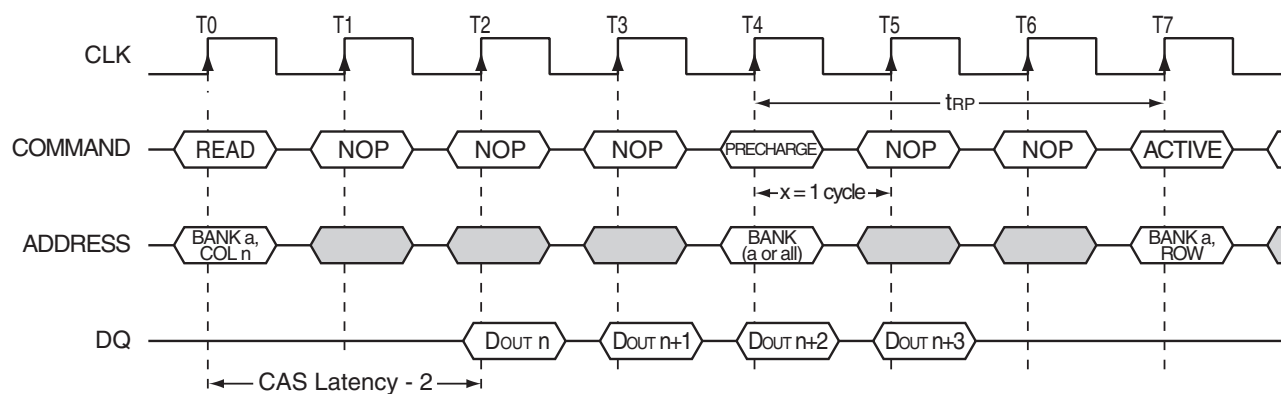 T0 T1 T2 T3 T4 T5 T6 T7
CLK
tRP
COMMAND READ NOP NOP NOP PRECHARGE NOP NOP ACTIVE
x = 1 cycle
ADDRESS
BANK a,
COL n
BANK
(a or all)
BANK a,
ROW
DQ DOUT n DOUT n+1 DOUT n+2 DOUT n+3
CAS Latency - 2